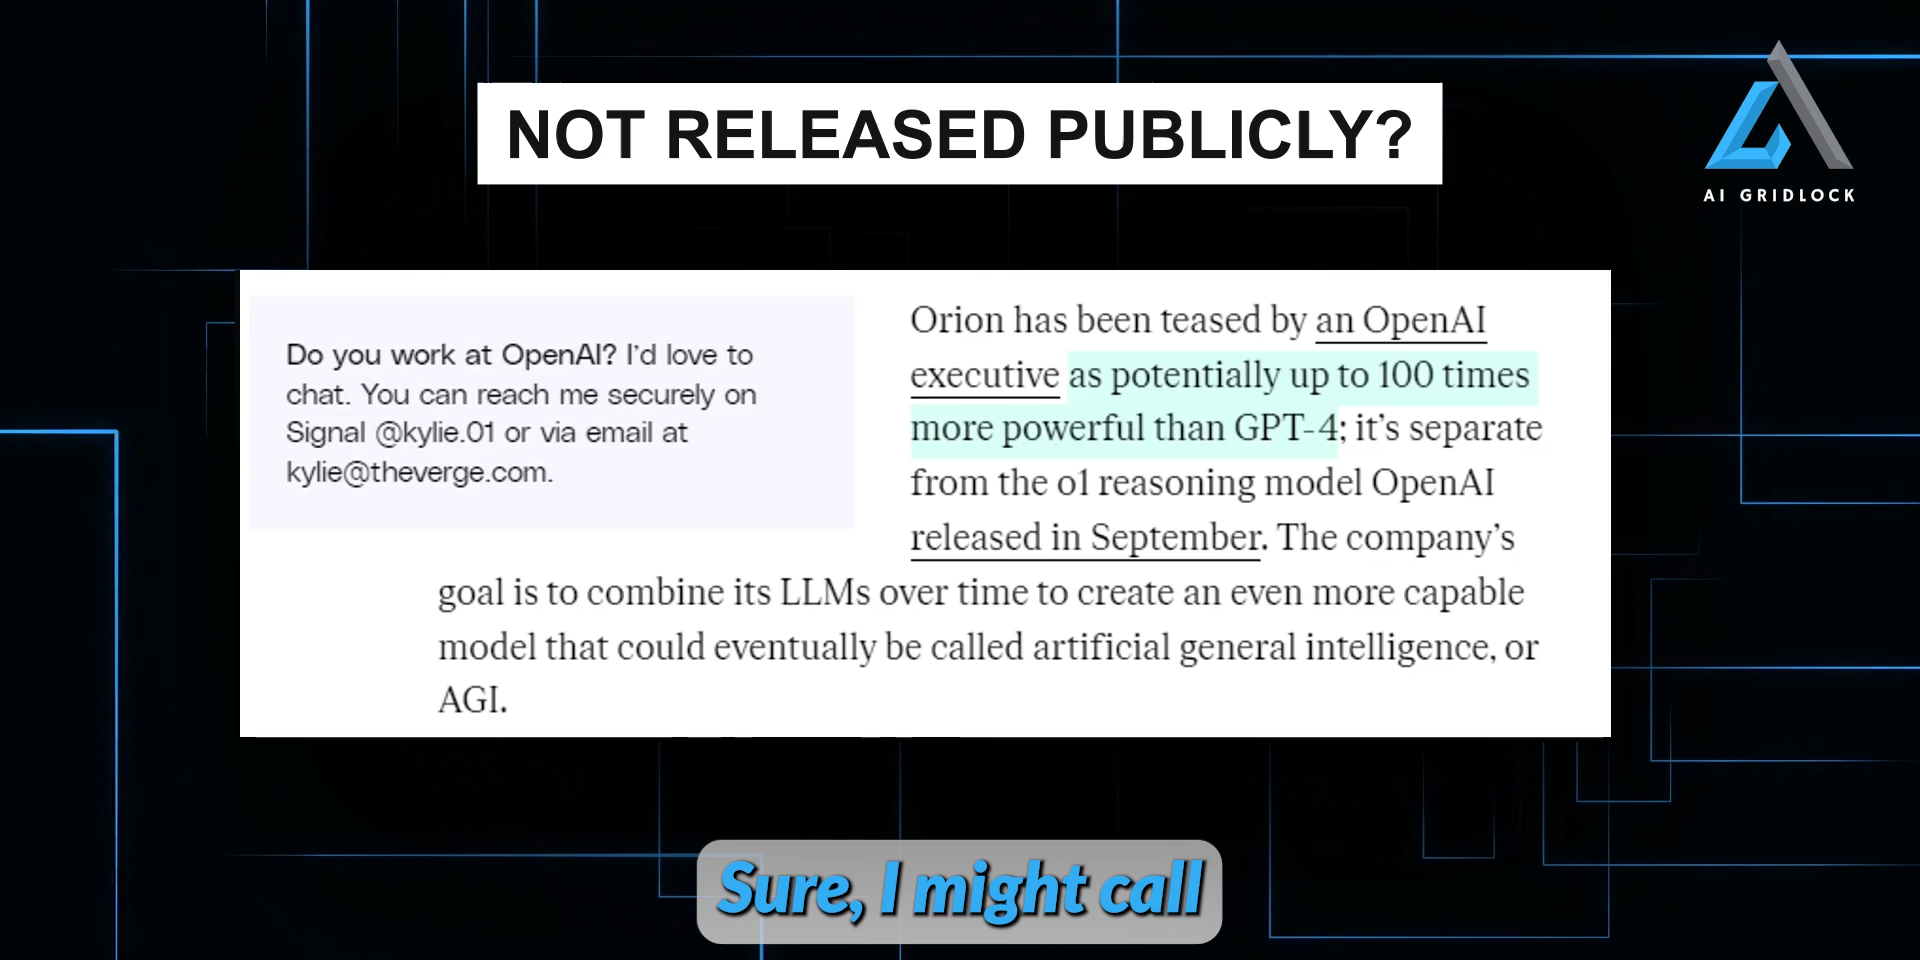 NOT RELEASED PUBLICLY?
AI GRIDLOCK
Do you work at OpenAI? I'd love to
chat. You can reach me securely on
Signal @kylie.01 or via email at
kylie@theverge.com.
Orion has been teased by an OpenAI
executive as potentially up to 100 times
more powerful than GPT-4; it's separate
from the o1 reasoning model OpenAI
released in September. The company's
goal is to combine its LLMs over time to create an even more capable
model that could eventually be called artificial general intelligence, or
AGI.
Sure, I might call